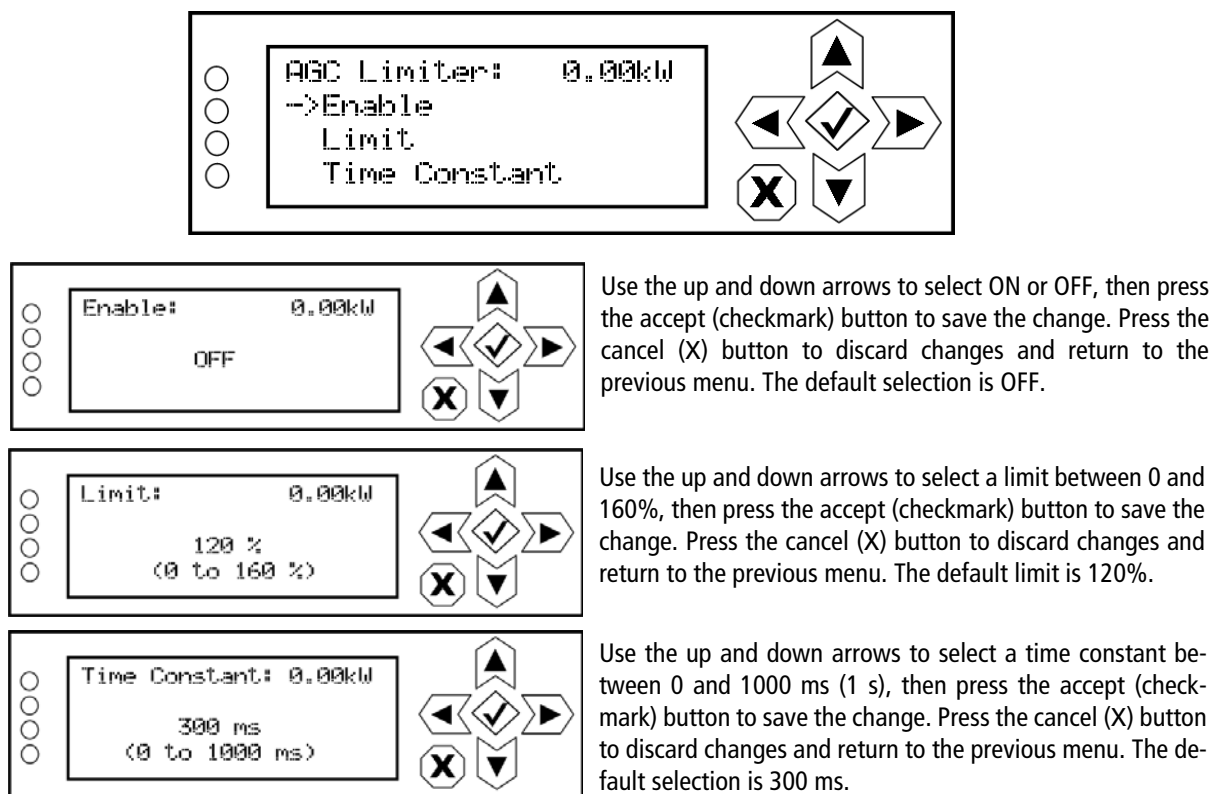 AGC Limiter: 0.00kW
->Enable
Limit
Time Constant
X
Enable: 0.00kW
OFF
X
Use the up and down arrows to select ON or OFF, then press
the accept (checkmark) button to save the change. Press the
cancel (X) button to discard changes and return to the
previous menu. The default selection is OFF.
Limit: 0.00kW
120 %
(0 to 160 %)
X
Use the up and down arrows to select a limit between 0 and
160%, then press the accept (checkmark) button to save the
change. Press the cancel (X) button to discard changes and
return to the previous menu. The default limit is 120%.
Time Constant: 0.00kW
300 ms
(0 to 1000 ms)
X
Use the up and down arrows to select a time constant be-
tween 0 and 1000 ms (1 s), then press the accept (check-
mark) button to save the change. Press the cancel (X) button
to discard changes and return to the previous menu. The de-
fault selection is 300 ms.